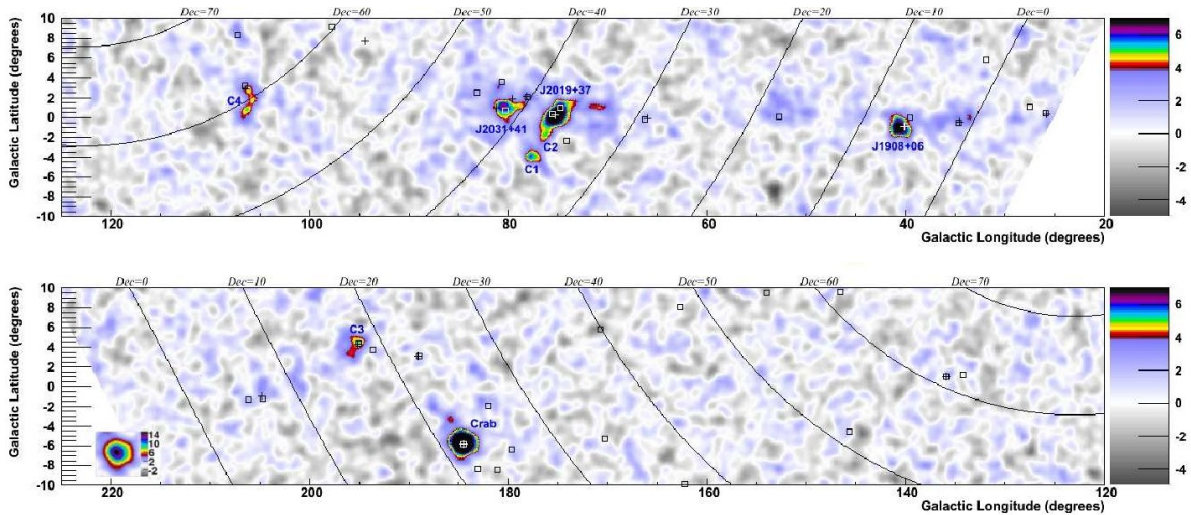 Dec=70 Dec=60 Dec=50 Dec=40 Dec=30 Dec=20 Dec=10 Dec=0
Galactic Latitude (degrees)
10
8
6
4
2
0
-2
-4
-6
-8
-10
C4
J2019+37
J2031+41
C2
C1
J1908+06
6
4
2
0
-2
-4
120 100 80 60 40 20
Galactic Longitude (degrees)
Dec=0 Dec=10 Dec=20 Dec=30 Dec=40 Dec=50 Dec=60 Dec=70
Galactic Latitude (degrees)
10
8
6
4
2
0
-2
-4
-6
-8
-10
C3
Crab
14
10
6
2
-2
6
4
2
0
-2
-4
220 200 180 160 140 120
Galactic Longitude (degrees)